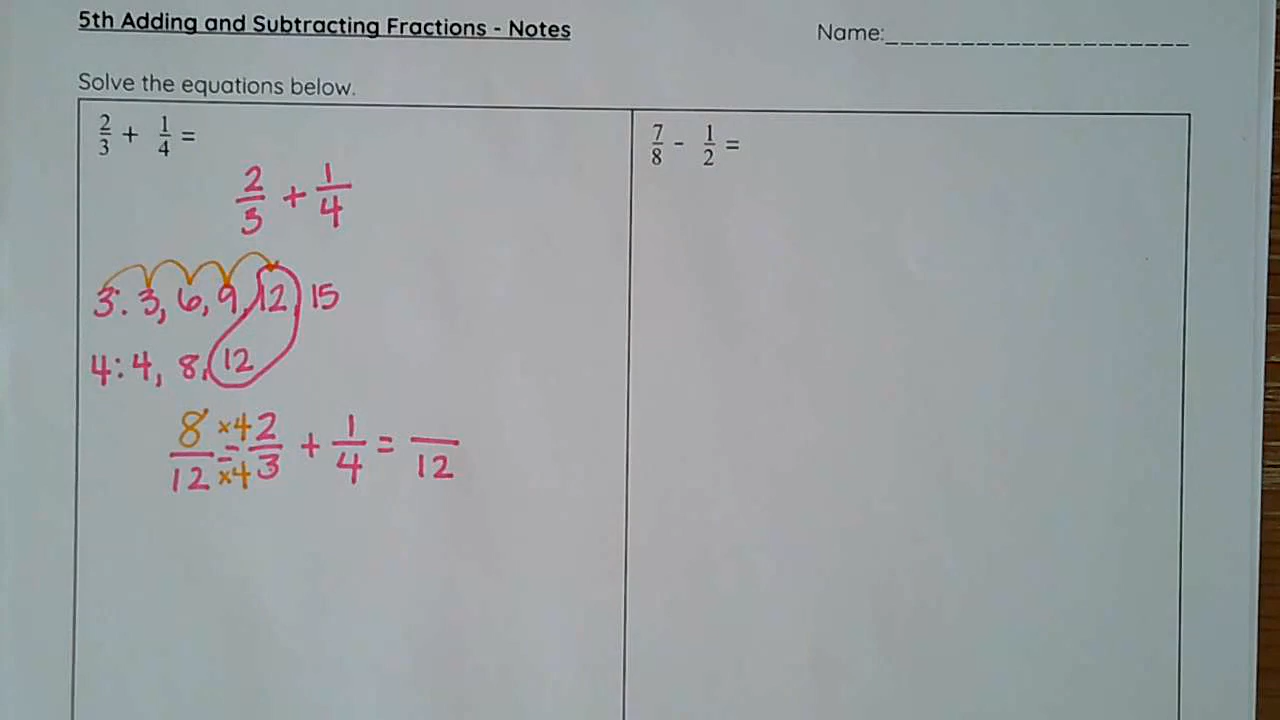 5th Adding and Subtracting Fractions - Notes
Name:____________________
Solve the equations below.
2/3 + 1/4 =
7/8 - 1/2 =
2/3 + 1/4
3: 3, 6, 9, 12, 15
4: 4, 8, 12
8/12 = ×4/×4 2/3 + 1/4 = __/12